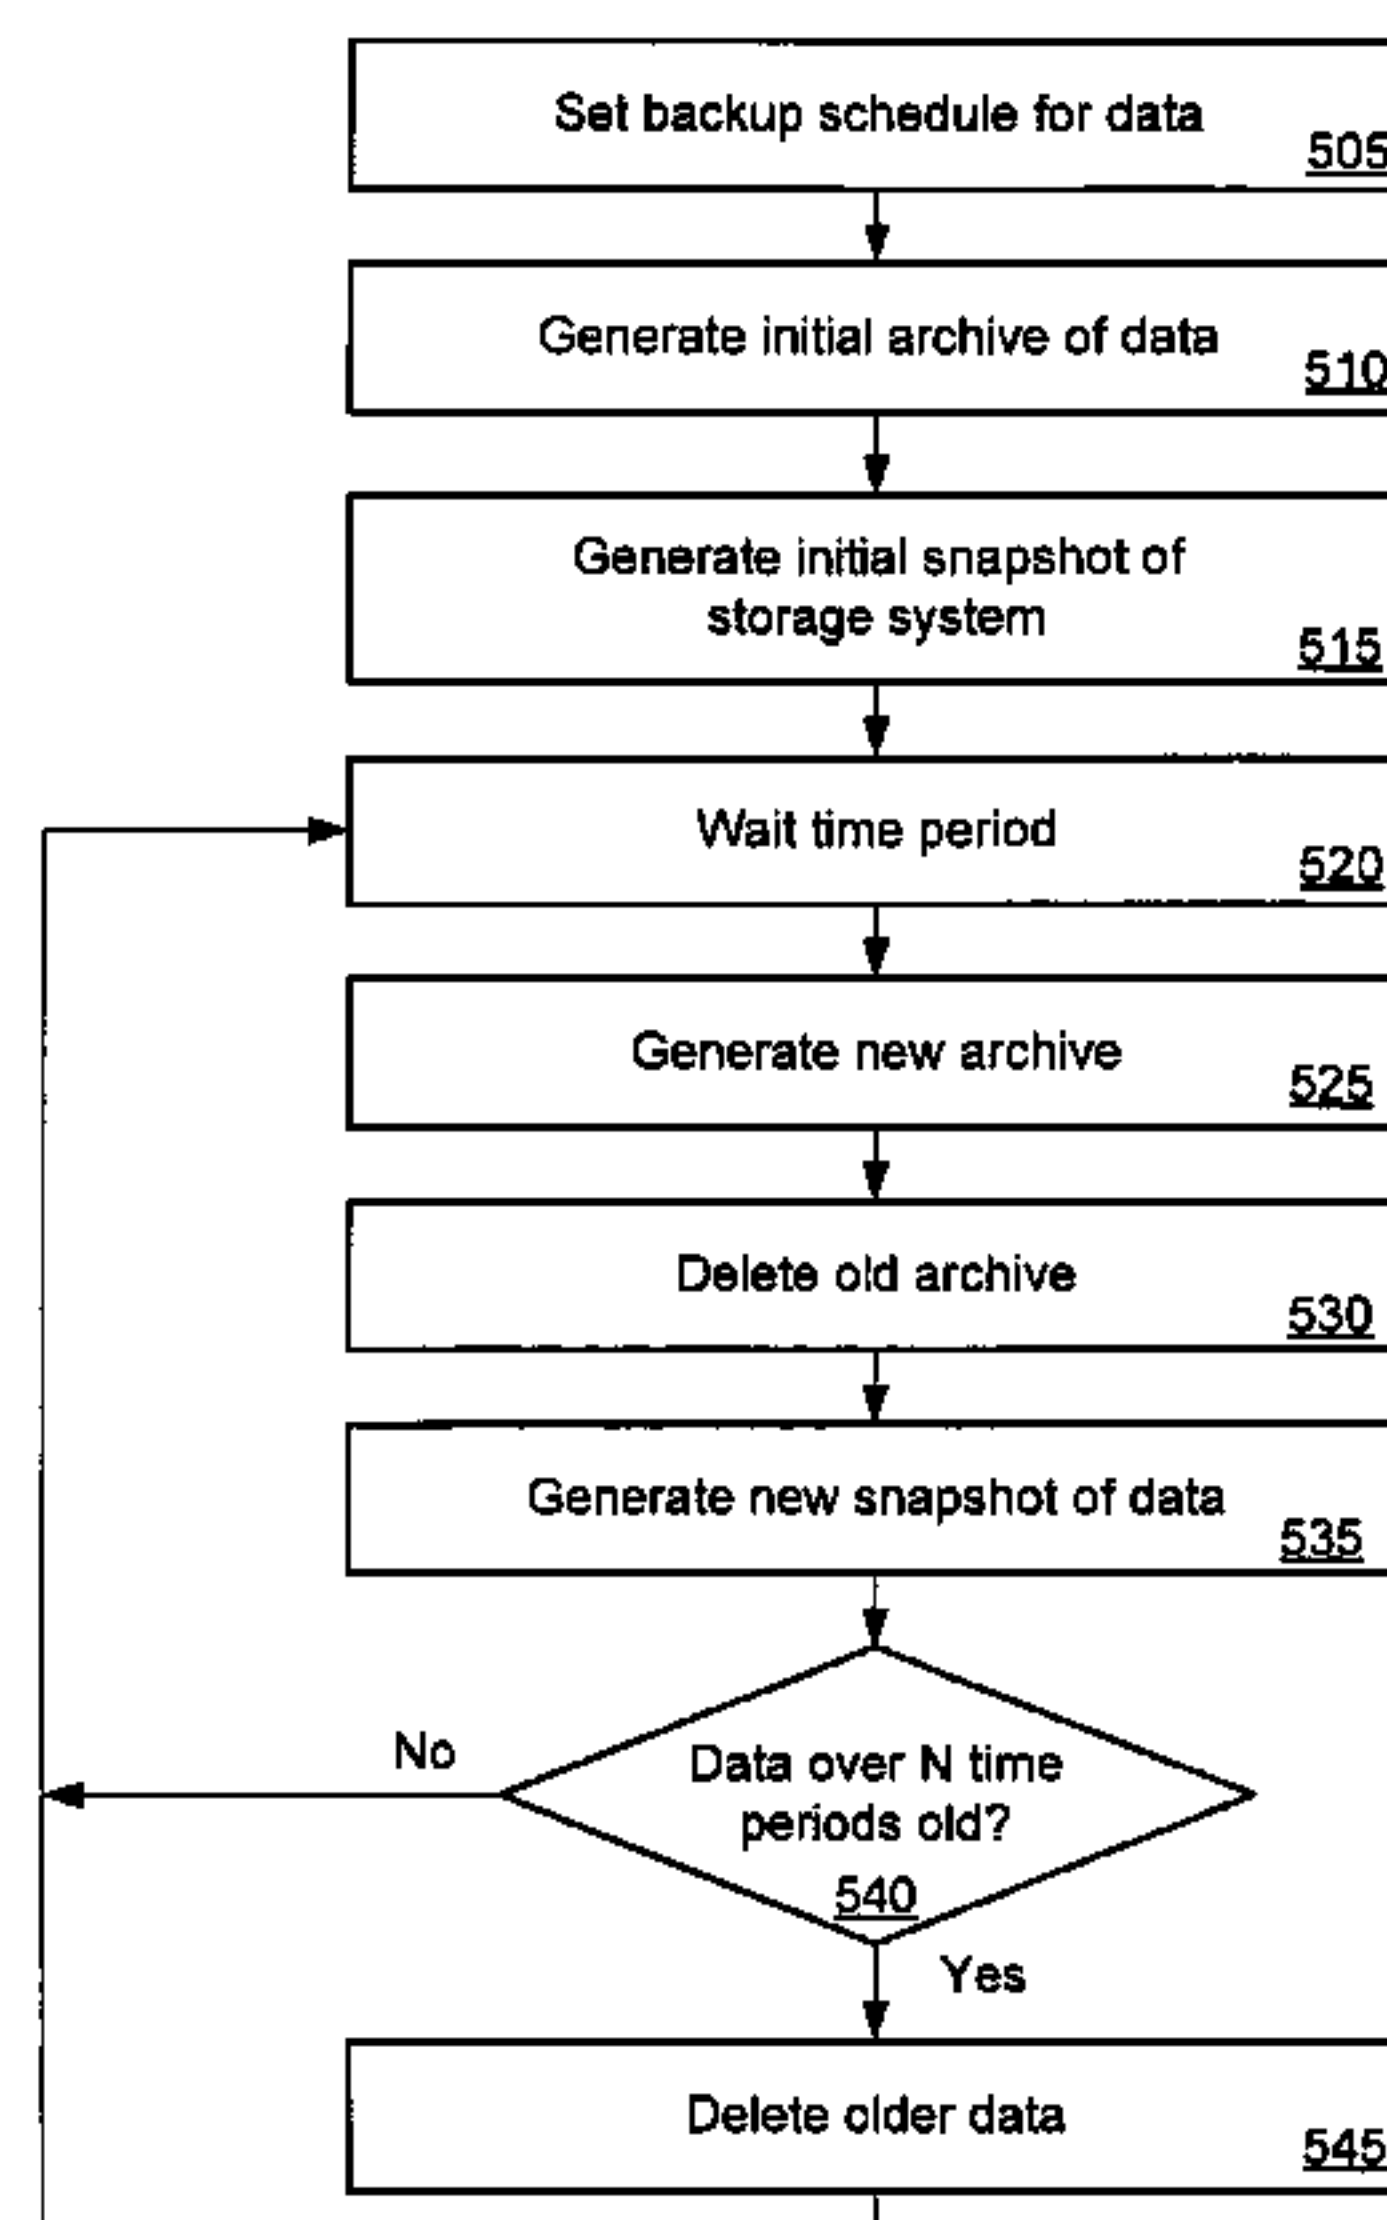 Set backup schedule for data
505
Generate initial archive of data
510
Generate initial snapshot of
storage system
515
Wait time period
520
Generate new archive
525
Delete old archive
530
Generate new snapshot of data
535
No
Data over N time
periods old?
540
Yes
Delete older data
545